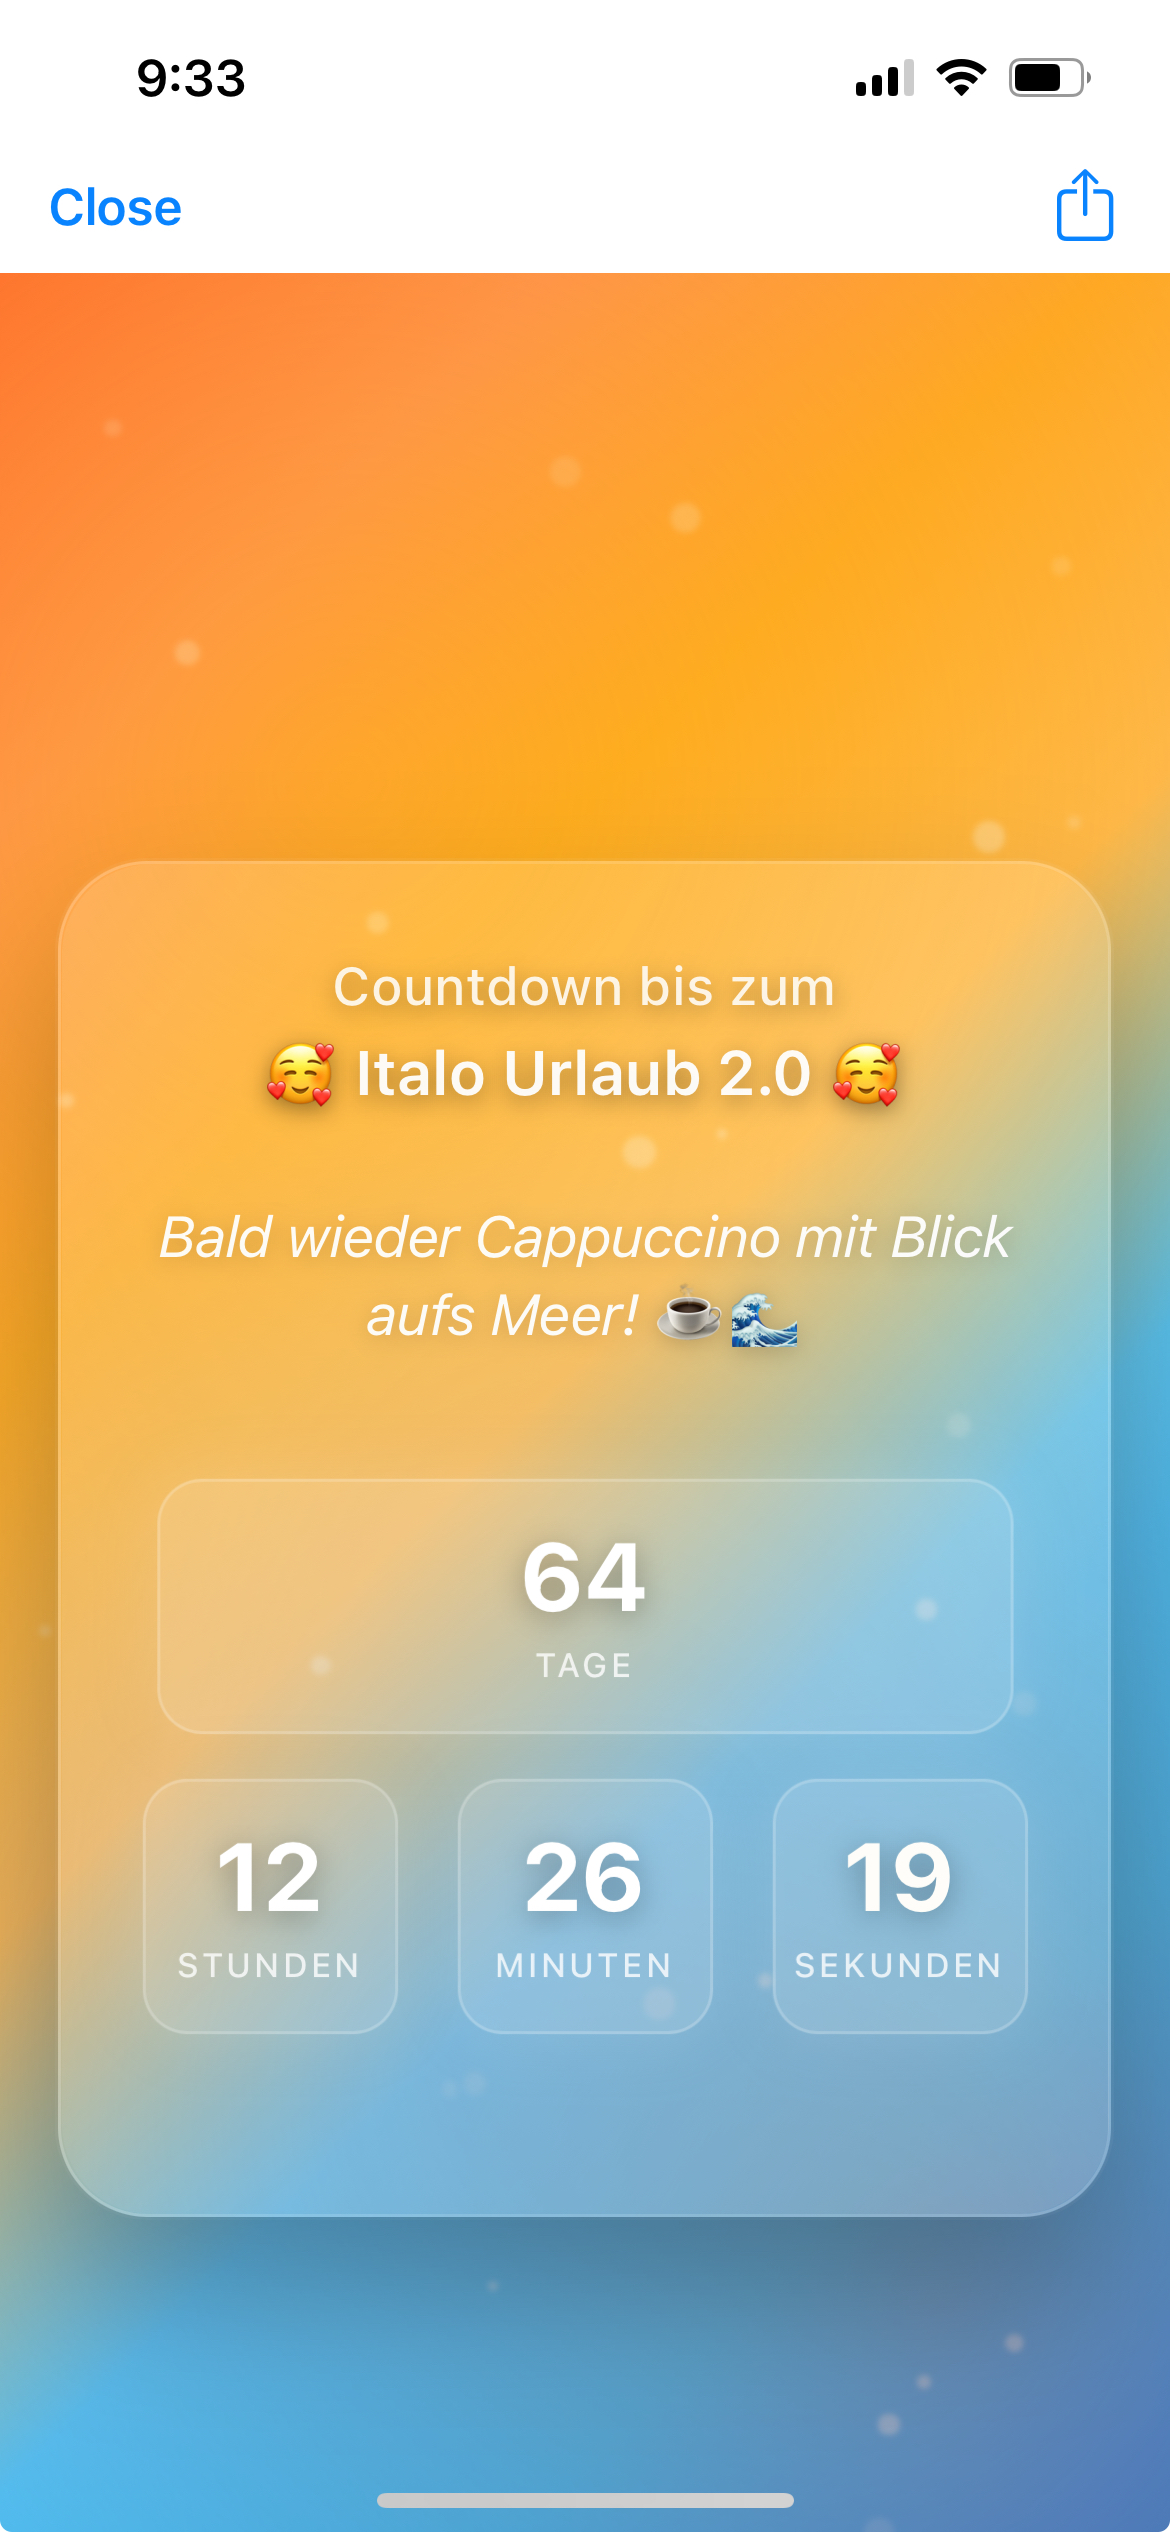 9:33
Close
Countdown bis zum
🥰 Italo Urlaub 2.0 🥰
Bald wieder Cappuccino mit Blick
aufs Meer! ☕🌊
64
TAGE
12
STUNDEN
26
MINUTEN
19
SEKUNDEN